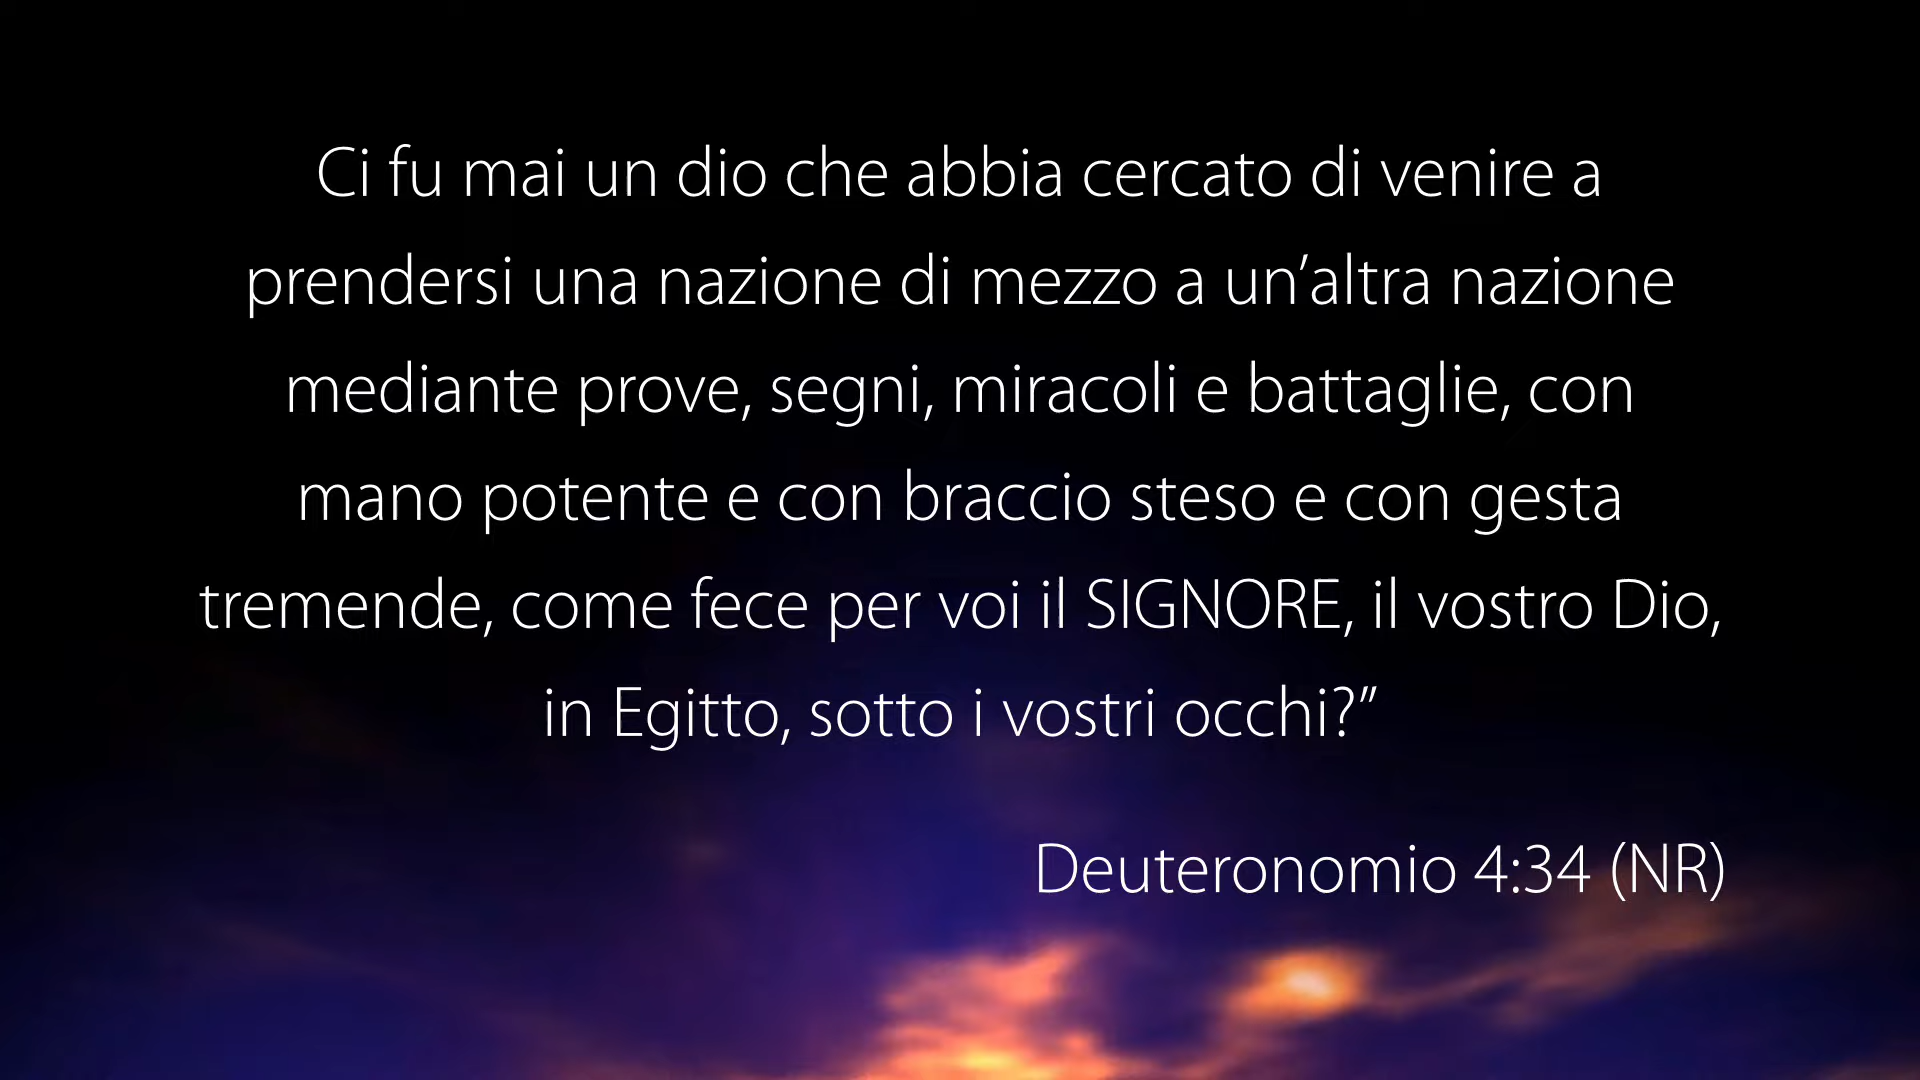 Ci fu mai un dio che abbia cercato di venire a
prendersi una nazione di mezzo a un’altra nazione
mediante prove, segni, miracoli e battaglie, con
mano potente e con braccio steso e con gesta
tremende, come fece per voi il SIGNORE, il vostro Dio,
in Egitto, sotto i vostri occhi?”
Deuteronomio 4:34 (NR)